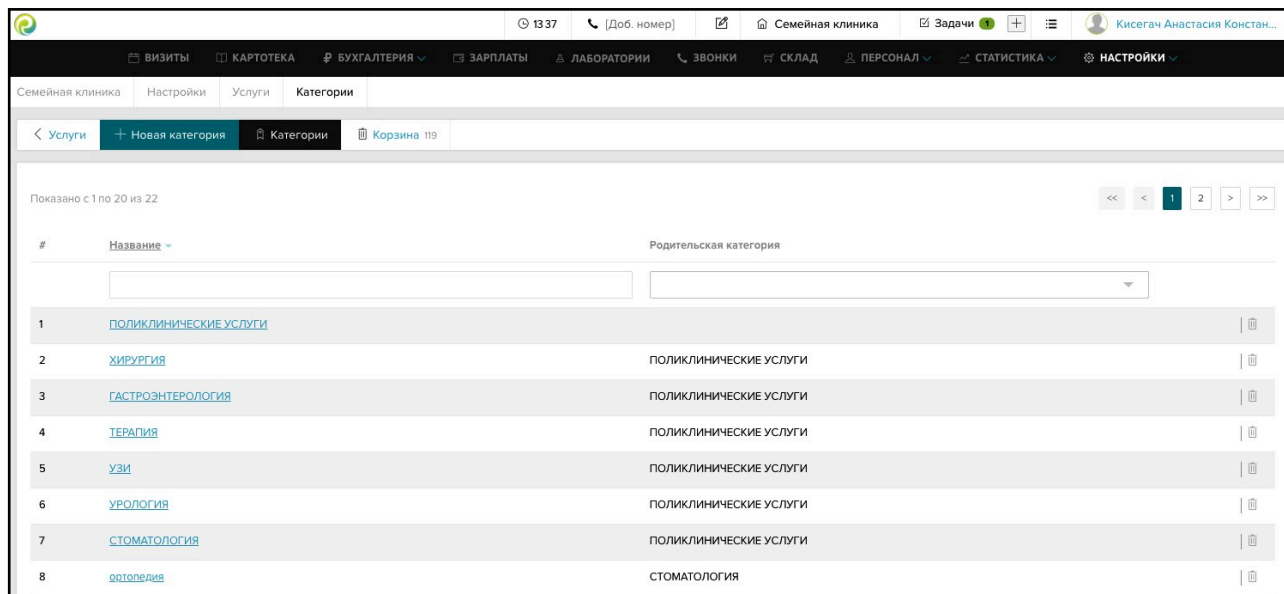 13 37 [Доб. номер] Семейная клиника Задачи 1 Кисегач Анастасия Констан...
ВИЗИТЫ КАРТОТЕКА БУХГАЛТЕРИЯ ЗАРПЛАТЫ ЛАБОРАТОРИИ ЗВОНКИ СКЛАД ПЕРСОНАЛ СТАТИСТИКА НАСТРОЙКИ
Семейная клиника Настройки Услуги Категории
< Услуги + Новая категория Категории Корзина 119
Показано с 1 по 20 из 22 << < 1 2 > >>
# Название Родительская категория
1 ПОЛИКЛИНИЧЕСКИЕ УСЛУГИ
2 ХИРУРГИЯ ПОЛИКЛИНИЧЕСКИЕ УСЛУГИ
3 ГАСТРОЭНТЕРОЛОГИЯ ПОЛИКЛИНИЧЕСКИЕ УСЛУГИ
4 ТЕРАПИЯ ПОЛИКЛИНИЧЕСКИЕ УСЛУГИ
5 УЗИ ПОЛИКЛИНИЧЕСКИЕ УСЛУГИ
6 УРОЛОГИЯ ПОЛИКЛИНИЧЕСКИЕ УСЛУГИ
7 СТОМАТОЛОГИЯ ПОЛИКЛИНИЧЕСКИЕ УСЛУГИ
8 ортопедия СТОМАТОЛОГИЯ